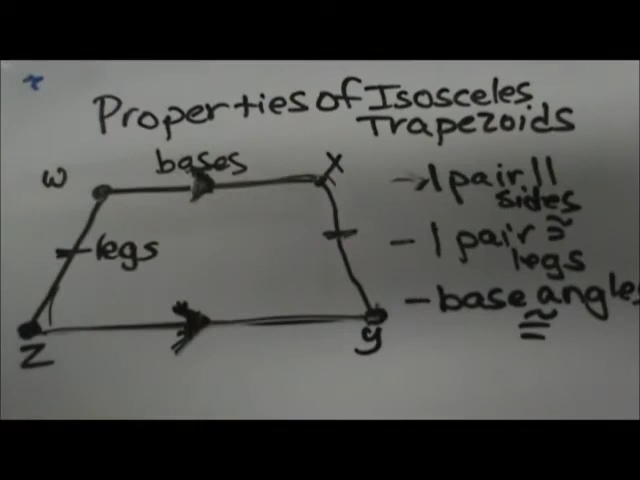 Properties of Isosceles
Trapezoids
bases
W
X
→ 1 pair ||
sides
legs
- 1 pair ≅
legs
- base angles
≅
Z
y